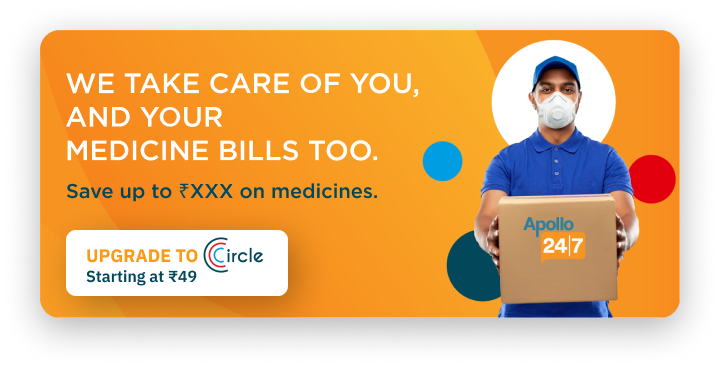 WE TAKE CARE OF YOU,
AND YOUR
MEDICINE BILLS TOO.
Save up to ₹XXX on medicines.
UPGRADE TO Circle
Starting at ₹49
Apollo
24|7